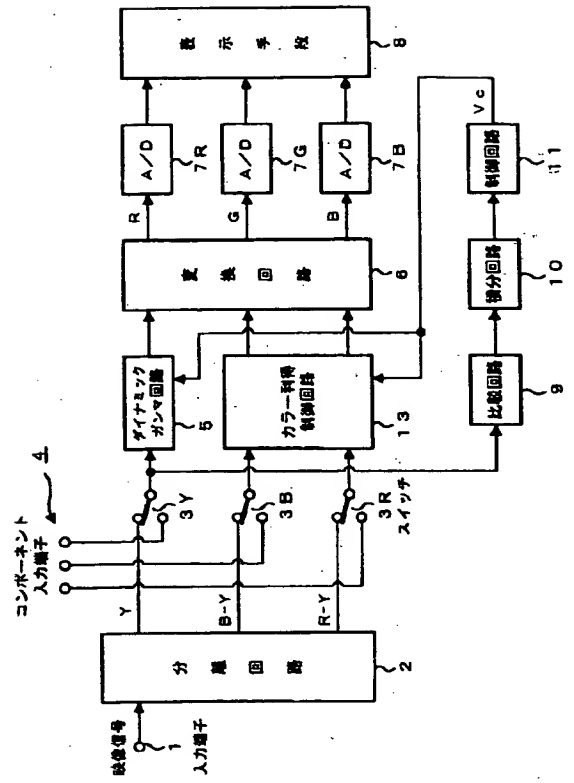 コンポーネント
入力端子
4
映像信号
1
入力端子
分離回路
2
Y
B-Y
R-Y
3Y
3B
3R
スイッチ
ダイナミック
ガンマ回路
5
カラー利得
制御回路
13
変換回路
6
R
G
B
A/D
7R
A/D
7G
A/D
7B
表示手段
8
比較回路
9
積分回路
10
制御回路
11
Vc